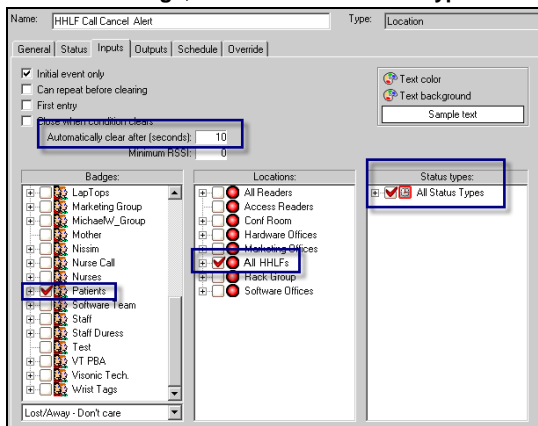 Name: HHLF Call Cancel Alert Type: Location
General Status Inputs Outputs Schedule Override
Initial event only
Can repeat before clearing
First entry
Close when condition clears
Automatically clear after (seconds): 10
Minimum RSSI: 0
Text color
Text background
Sample text
Badges:
LapTops
Marketing Group
MichaelW_Group
Mother
Nissim
Nurse Call
Nurses
Patients
Software Team
Staff
Staff Duress
Test
VT PBA
Visonic Tech.
Wrist Tags
Lost/Away - Don't care
Locations:
All Readers
Access Readers
Conf Room
Hardware Offices
Marketing Offices
All HHLFs
Rack Group
Software Offices
Status types:
All Status Types